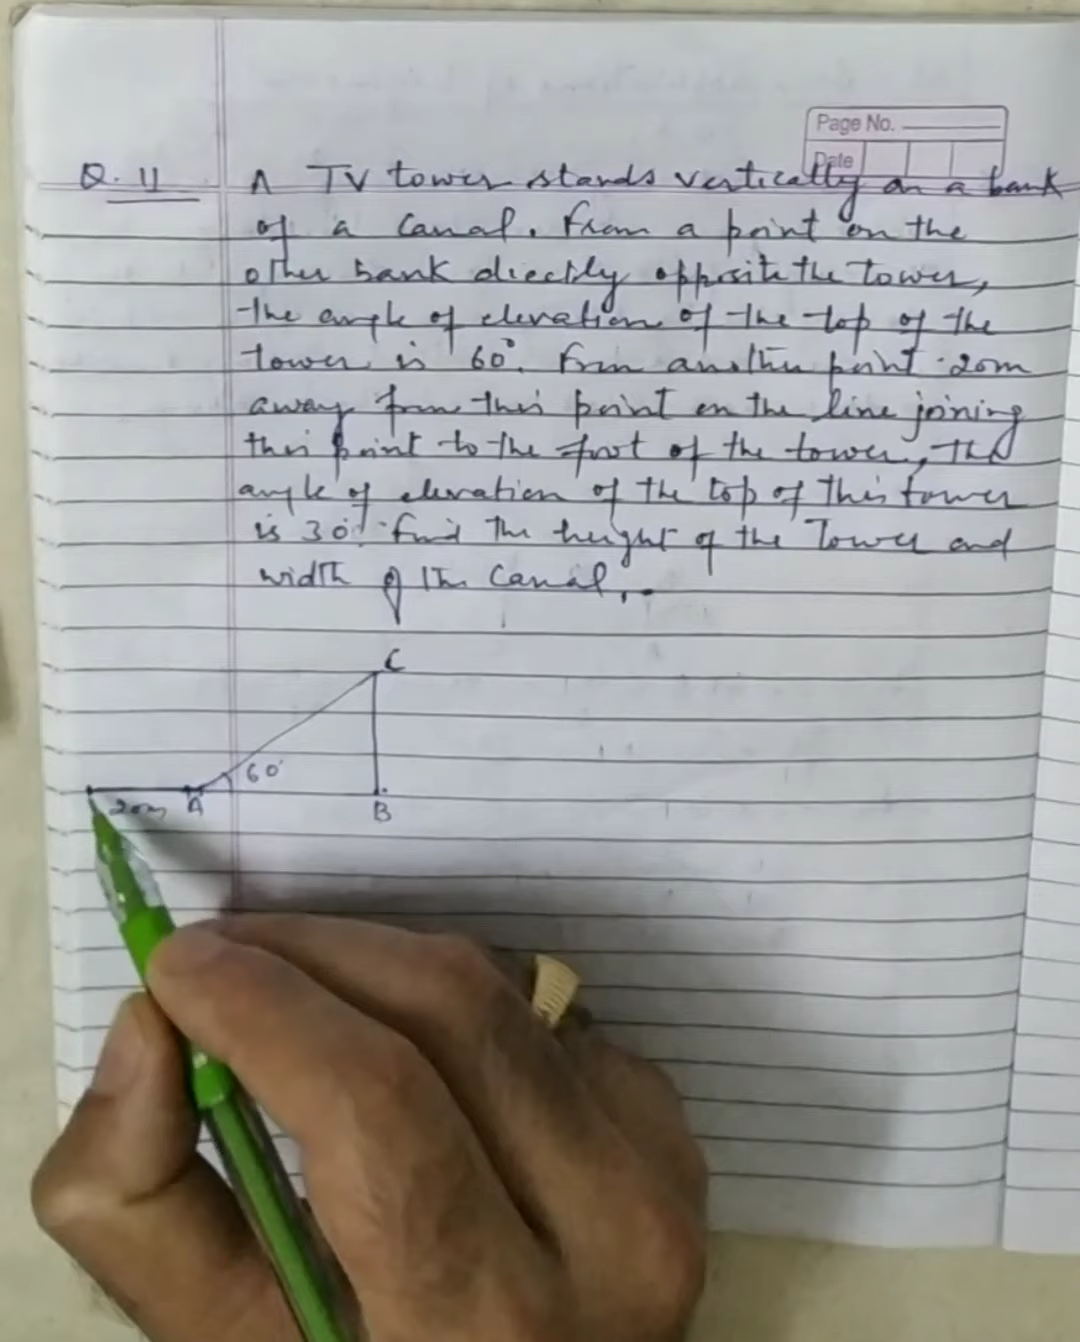 Page No.
Date
Q. 11 A TV tower stands vertically on a bank
of a canal. From a point on the
other bank directly opposite the tower,
the angle of elevation of the top of the
tower is 60°. From another point 20m
away from this point on the line joining
this point to the foot of the tower, the
angle of elevation of the top of this tower
is 30°. Find the height of the Tower and
width of the canal.
C
60°
20m A B